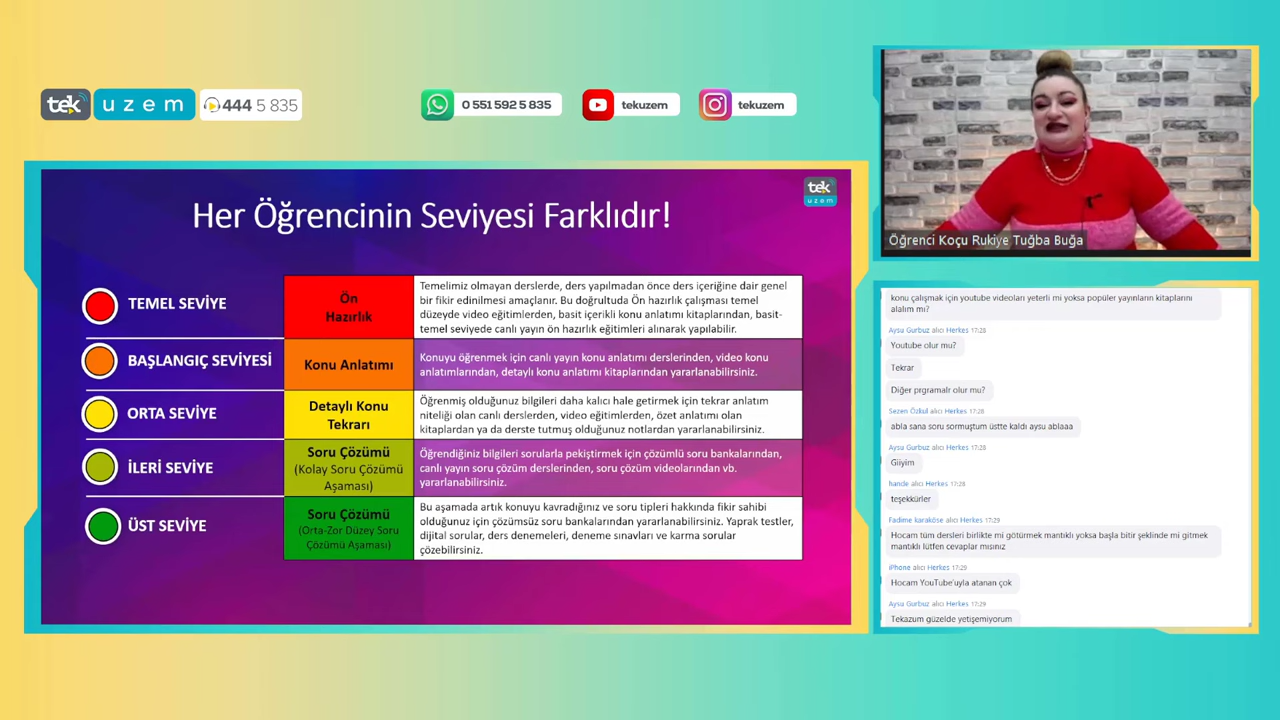 tek uzem 444 5 835
0 551 592 5 835
tekuzem
tekuzem
tek
uzem
Her Öğrencinin Seviyesi Farklıdır!
TEMEL SEVİYE
Ön
Hazırlık
Temelimiz olmayan derslerde, ders yapılmadan önce ders içeriğine dair genel
bir fikir edinilmesi amaçlanır. Bu doğrultuda Ön hazırlık çalışması temel
düzeyde video eğitimlerden, basit içerikli konu anlatımı kitaplarından, basit-
temel seviyede canlı yayın ön hazırlık eğitimleri alınarak yapılabilir.
BAŞLANGIÇ SEVİYESİ
Konu Anlatımı
Konuyu öğrenmek için canlı yayın konu anlatımı derslerinden, video konu
anlatımlarından, detaylı konu anlatımı kitaplarından yararlanabilirsiniz.
ORTA SEVİYE
Detaylı Konu
Tekrarı
Öğrenmiş olduğunuz bilgileri daha kalıcı hale getirmek için tekrar anlatım
niteliği olan canlı derslerden, video eğitimlerden, özet anlatımı olan
kitaplardan ya da derste tutmuş olduğunuz notlardan yararlanabilirsiniz.
İLERİ SEVİYE
Soru Çözümü
(Kolay Soru Çözümü
Aşaması)
Öğrendiğiniz bilgileri sorularla pekiştirmek için çözümlü soru bankalarından,
canlı yayın soru çözüm derslerinden, soru çözüm videolarından vb.
yararlanabilirsiniz.
ÜST SEVİYE
Soru Çözümü
(Orta-Zor Düzey Soru
Çözümü Aşaması)
Bu aşamada artık konuyu kavradığınız ve soru tipleri hakkında fikir sahibi
olduğunuz için çözümsüz soru bankalarından yararlanabilirsiniz. Yaprak testler,
dijital sorular, ders denemeleri, deneme sınavları ve karma sorular
çözebilirsiniz.
Öğrenci Koçu Rukiye Tuğba Buğa
konu çalışmak için youtube videoları yeterli mi yoksa popüler yayınların kitaplarını
alalım mı?
Aysu Gurbuz alıcı Herkes 17:28
Youtube olur mu?
Tekrar
Diğer prgramalr olur mu?
Sezen Özkul alıcı Herkes 17:28
abla sana soru sormuştum üstte kaldı aysu ablaaa
Aysu Gurbuz alıcı Herkes 17:28
Giiyim
hande alıcı Herkes 17:28
teşekkürler
Fadime karaköse alıcı Herkes 17:29
Hocam tüm dersleri birlikte mi götürmek mantıklı yoksa başla bitir şeklinde mi gitmek
mantıklı lütfen cevaplar mısınız
iPhone alıcı Herkes 17:29
Hocam YouTube'uyla atanan çok
Aysu Gurbuz alıcı Herkes 17:29
Tekazum güzelde yetişemiyorum